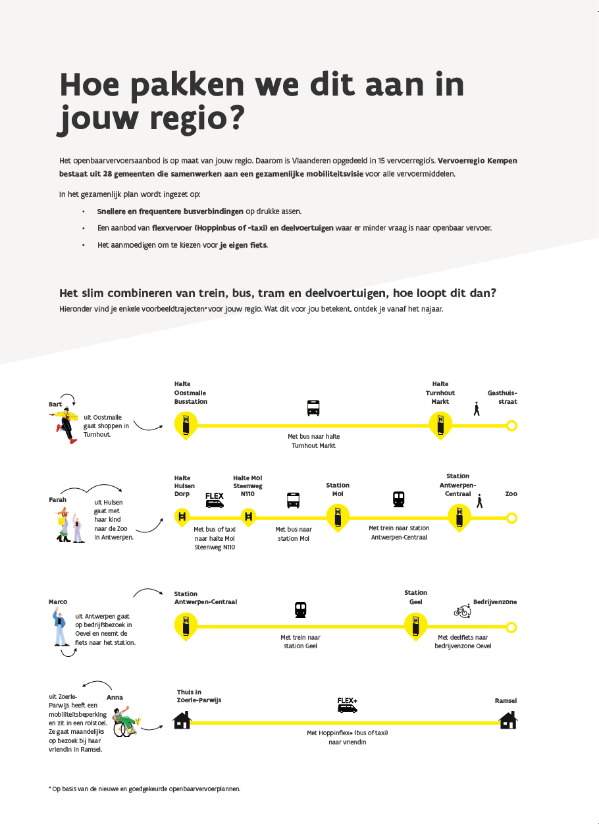 Hoe pakken we dit aan in
jouw regio?
Het openbaarvervoersaanbod is op maat van jouw regio. Daarom is Vlaanderen opgedeeld in 15 vervoerregio's. Vervoerregio Kempen
bestaat uit 28 gemeenten die samenwerken aan een gezamenlijke mobiliteitsvisie voor alle vervoermiddelen.
In het gezamenlijk plan wordt ingezet op:
• Snellere en frequentere busverbindingen op drukke assen.
• Een aanbod van flexvervoer (Hoppinbus of -taxi) en deelvoertuigen waar er minder vraag is naar openbaar vervoer.
• Het aanmoedigen om te kiezen voor je eigen fiets.
Het slim combineren van trein, bus, tram en deelvoertuigen, hoe loopt dit dan?
Hieronder vind je enkele voorbeeldtrajecten* voor jouw regio. Wat dit voor jou betekent, ontdek je vanaf het najaar.
Bart
uit Oostmalle
gaat shoppen in
Turnhout.
Halte
Oostmalle
Busstation
Met bus naar halte
Turnhout Markt
Halte
Turnhout
Markt
Gasthuis-
straat
Farah
uit Hulsen
gaat met
haar kind
naar de Zoo
in Antwerpen.
Halte
Hulsen
Dorp
FLEX
Met bus of taxi
naar halte Mol
Steenweg N110
Halte Mol
Steenweg
N110
Met bus naar
station Mol
Station
Mol
Met trein naar station
Antwerpen-Centraal
Station
Antwerpen-
Centraal
Zoo
Marco
uit Antwerpen gaat
op bedrijfsbezoek in
Oevel en neemt de
fiets naar het station.
Station
Antwerpen-Centraal
Met trein naar
station Geel
Station
Geel
Met deelfiets naar
bedrijvenzone Oevel
Bedrijvenzone
Anna
uit Zoerle-
Parwijs heeft een
mobiliteitsbeperking
en zit in een rolstoel.
Ze gaat maandelijks
op bezoek bij haar
vriendin in Ramsel.
Thuis in
Zoerle-Parwijs
FLEX+
Met Hoppinflex+ (bus of taxi)
naar vriendin
Ramsel
* Op basis van de nieuwe en goedgekeurde openbaarvervoerplannen.